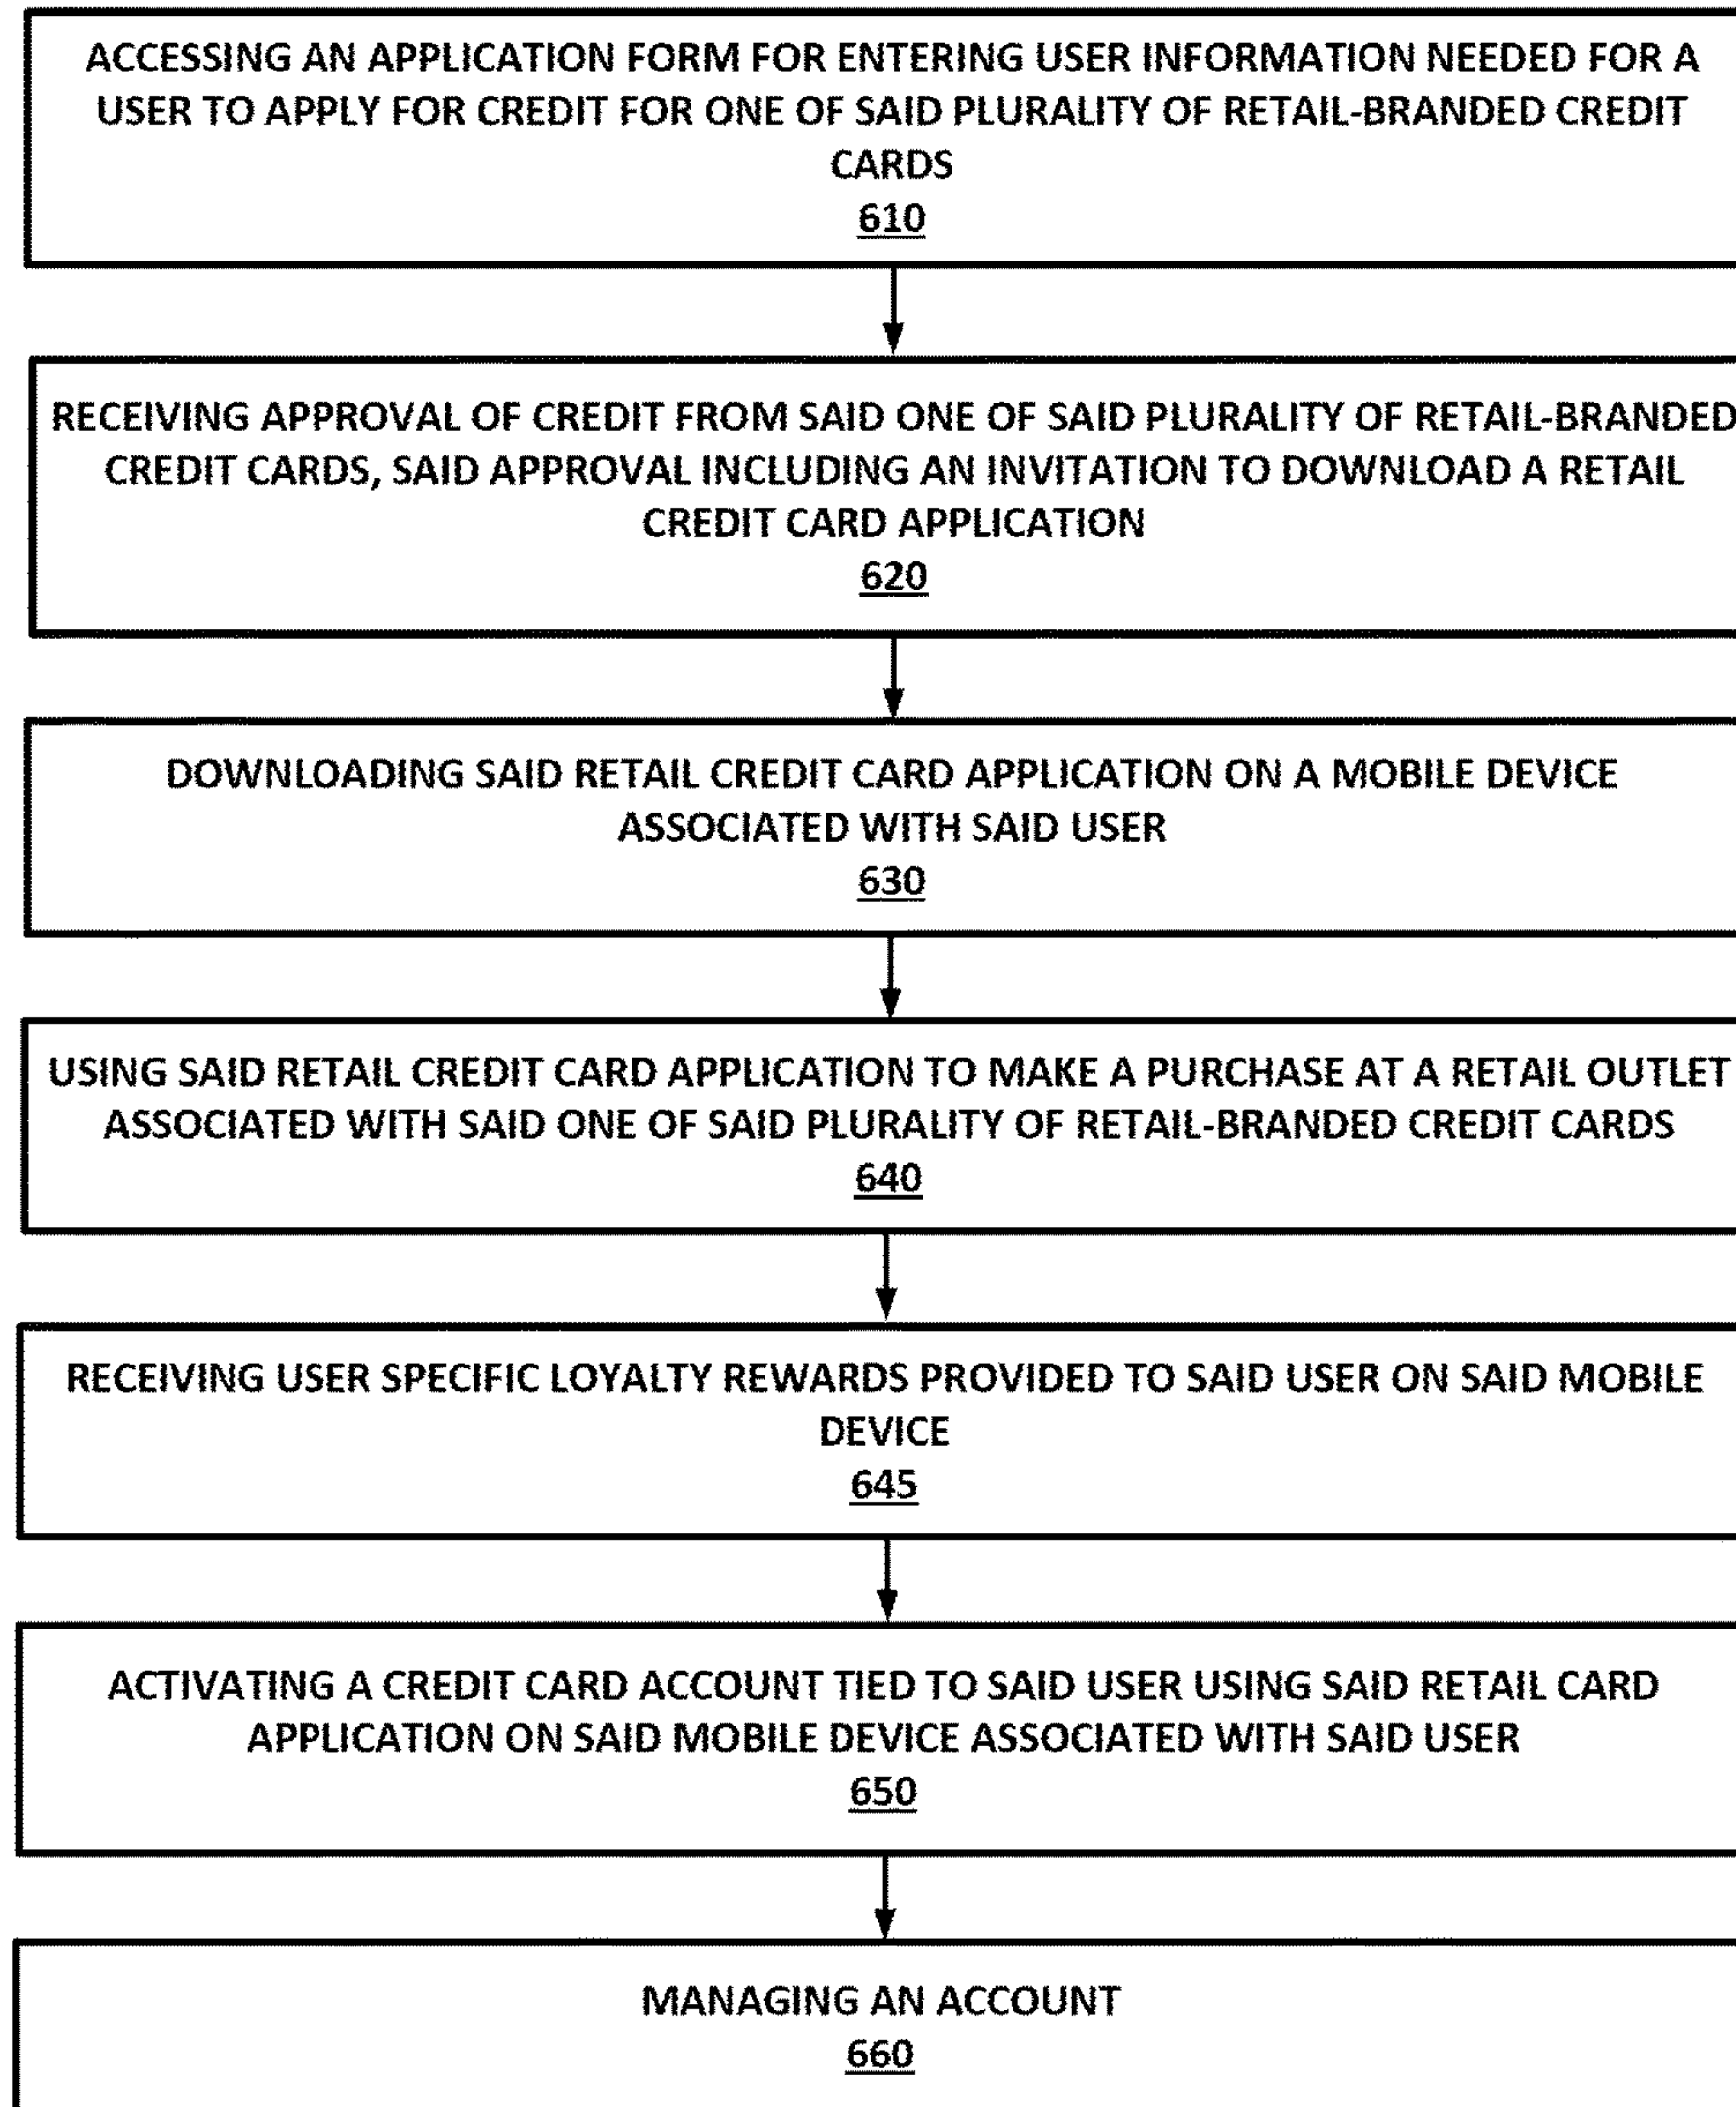 ACCESSING AN APPLICATION FORM FOR ENTERING USER INFORMATION NEEDED FOR A
USER TO APPLY FOR CREDIT FOR ONE OF SAID PLURALITY OF RETAIL-BRANDED CREDIT
CARDS
610
RECEIVING APPROVAL OF CREDIT FROM SAID ONE OF SAID PLURALITY OF RETAIL-BRANDED
CREDIT CARDS, SAID APPROVAL INCLUDING AN INVITATION TO DOWNLOAD A RETAIL
CREDIT CARD APPLICATION
620
DOWNLOADING SAID RETAIL CREDIT CARD APPLICATION ON A MOBILE DEVICE
ASSOCIATED WITH SAID USER
630
USING SAID RETAIL CREDIT CARD APPLICATION TO MAKE A PURCHASE AT A RETAIL OUTLET
ASSOCIATED WITH SAID ONE OF SAID PLURALITY OF RETAIL-BRANDED CREDIT CARDS
640
RECEIVING USER SPECIFIC LOYALTY REWARDS PROVIDED TO SAID USER ON SAID MOBILE
DEVICE
645
ACTIVATING A CREDIT CARD ACCOUNT TIED TO SAID USER USING SAID RETAIL CARD
APPLICATION ON SAID MOBILE DEVICE ASSOCIATED WITH SAID USER
650
MANAGING AN ACCOUNT
660